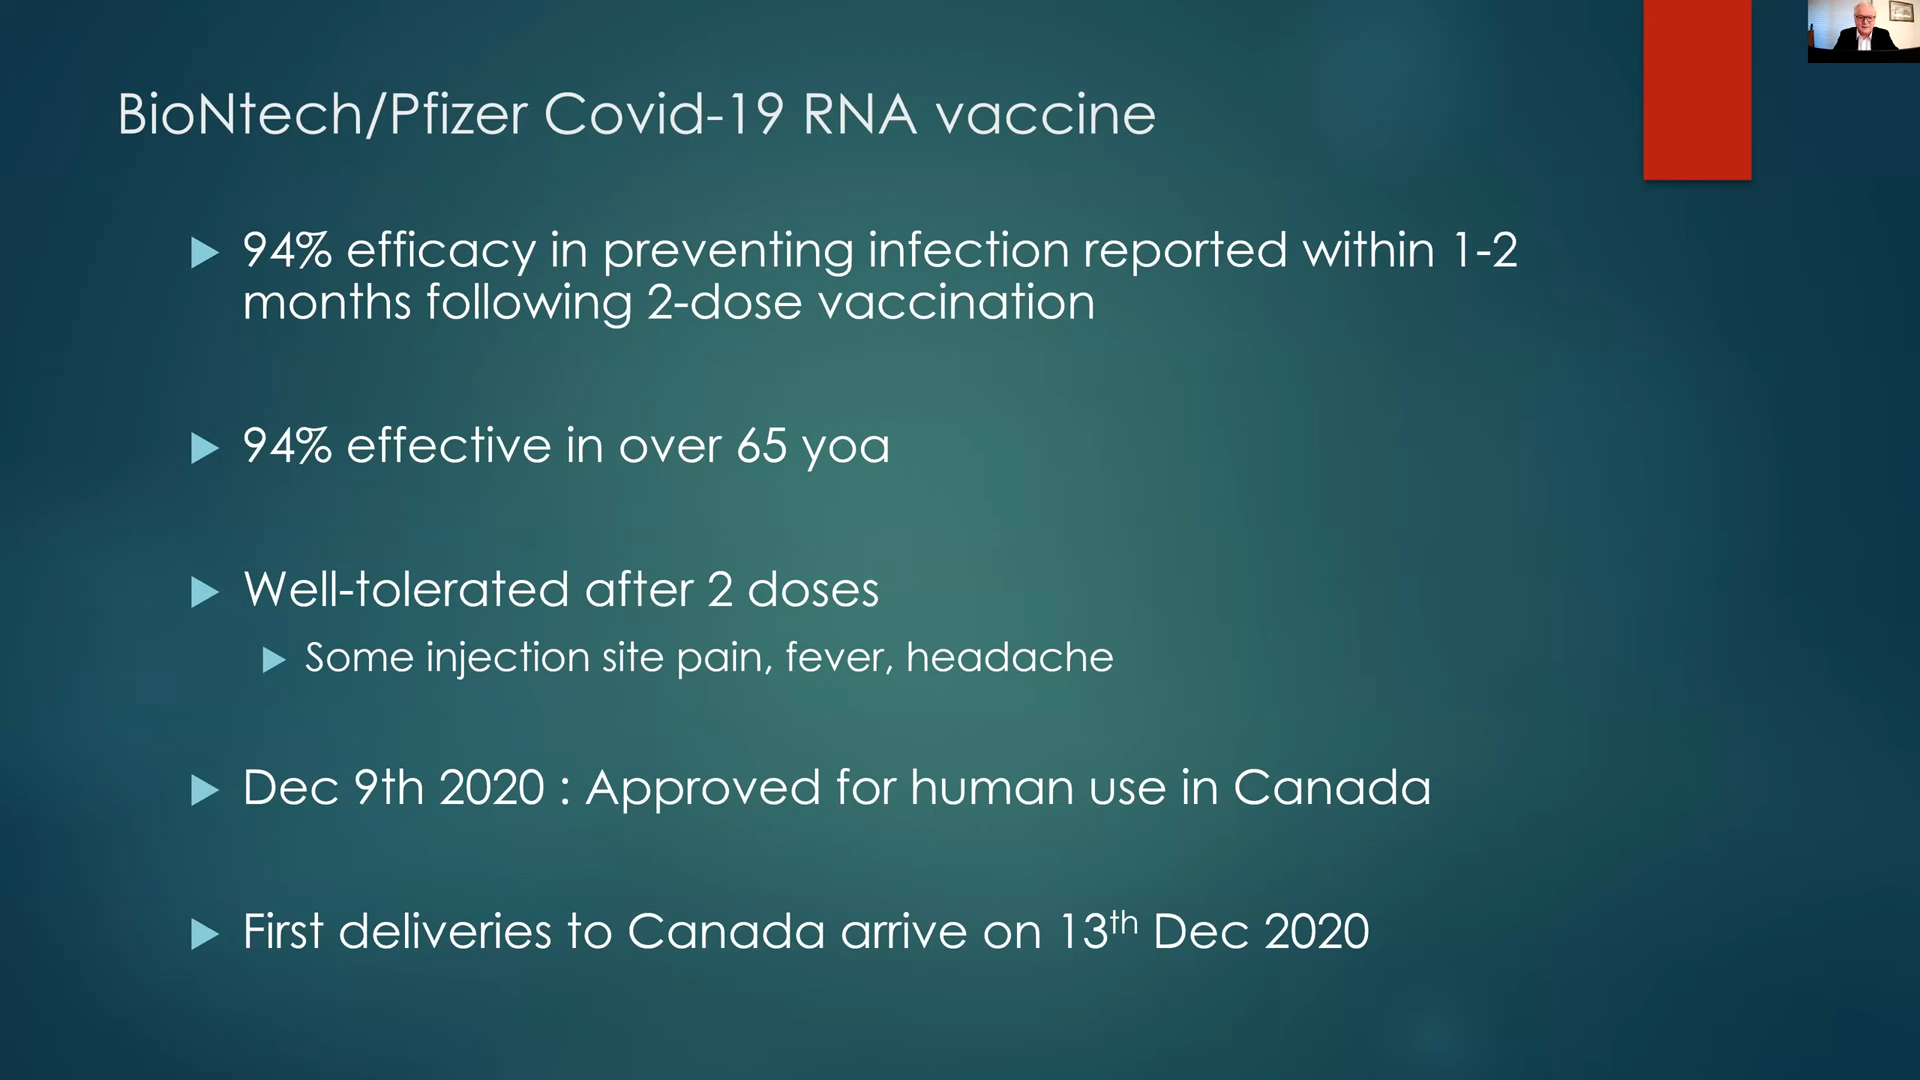 BioNtech/Pfizer Covid-19 RNA vaccine
94% efficacy in preventing infection reported within 1-2
months following 2-dose vaccination
94% effective in over 65 yoa
Well-tolerated after 2 doses
Some injection site pain, fever, headache
Dec 9th 2020 : Approved for human use in Canada
First deliveries to Canada arrive on 13th Dec 2020